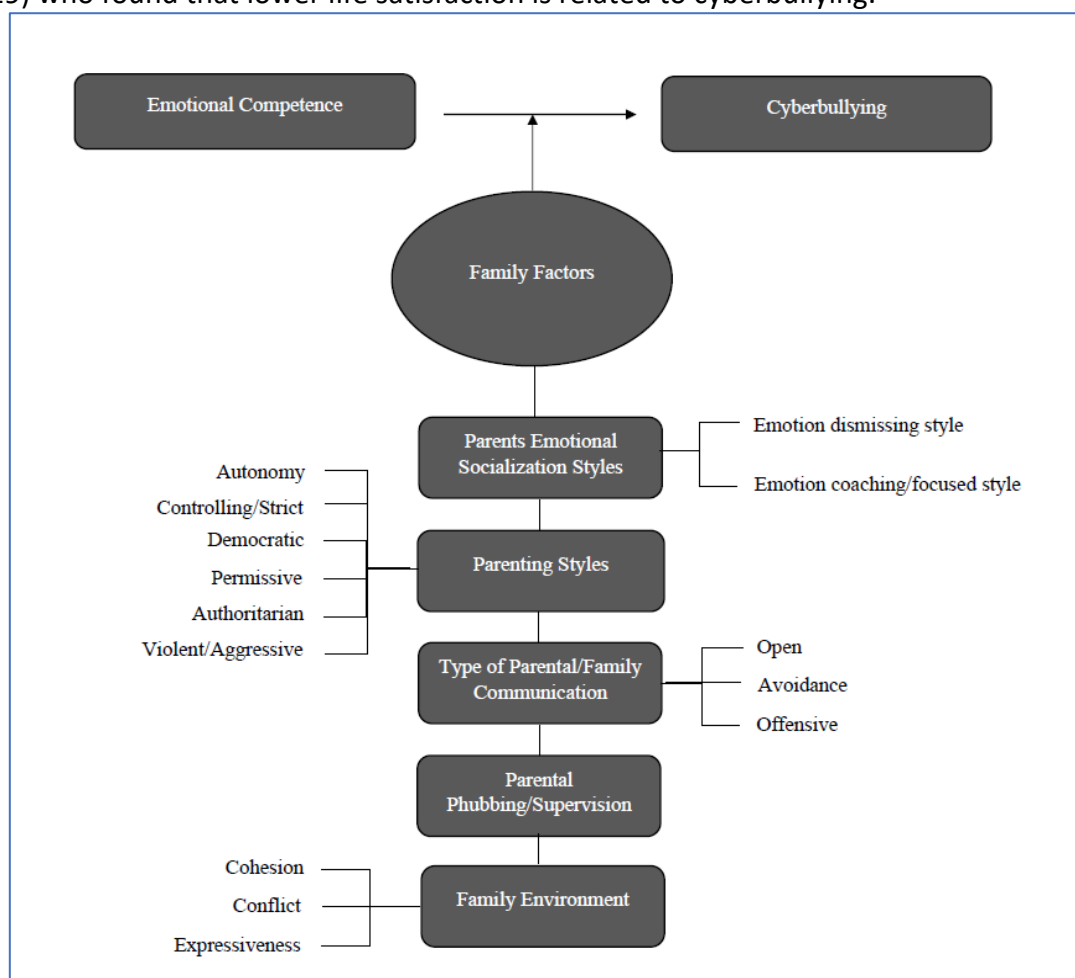 who found that lower life satisfaction is related to cyberbullying.
Emotional Competence
Cyberbullying
Family Factors
Parents Emotional
Socialization Styles
Emotion dismissing style
Emotion coaching/focused style
Autonomy
Controlling/Strict
Democratic
Permissive
Authoritarian
Violent/Aggressive
Parenting Styles
Type of Parental/Family
Communication
Open
Avoidance
Offensive
Parental
Phubbing/Supervision
Cohesion
Conflict
Expressiveness
Family Environment